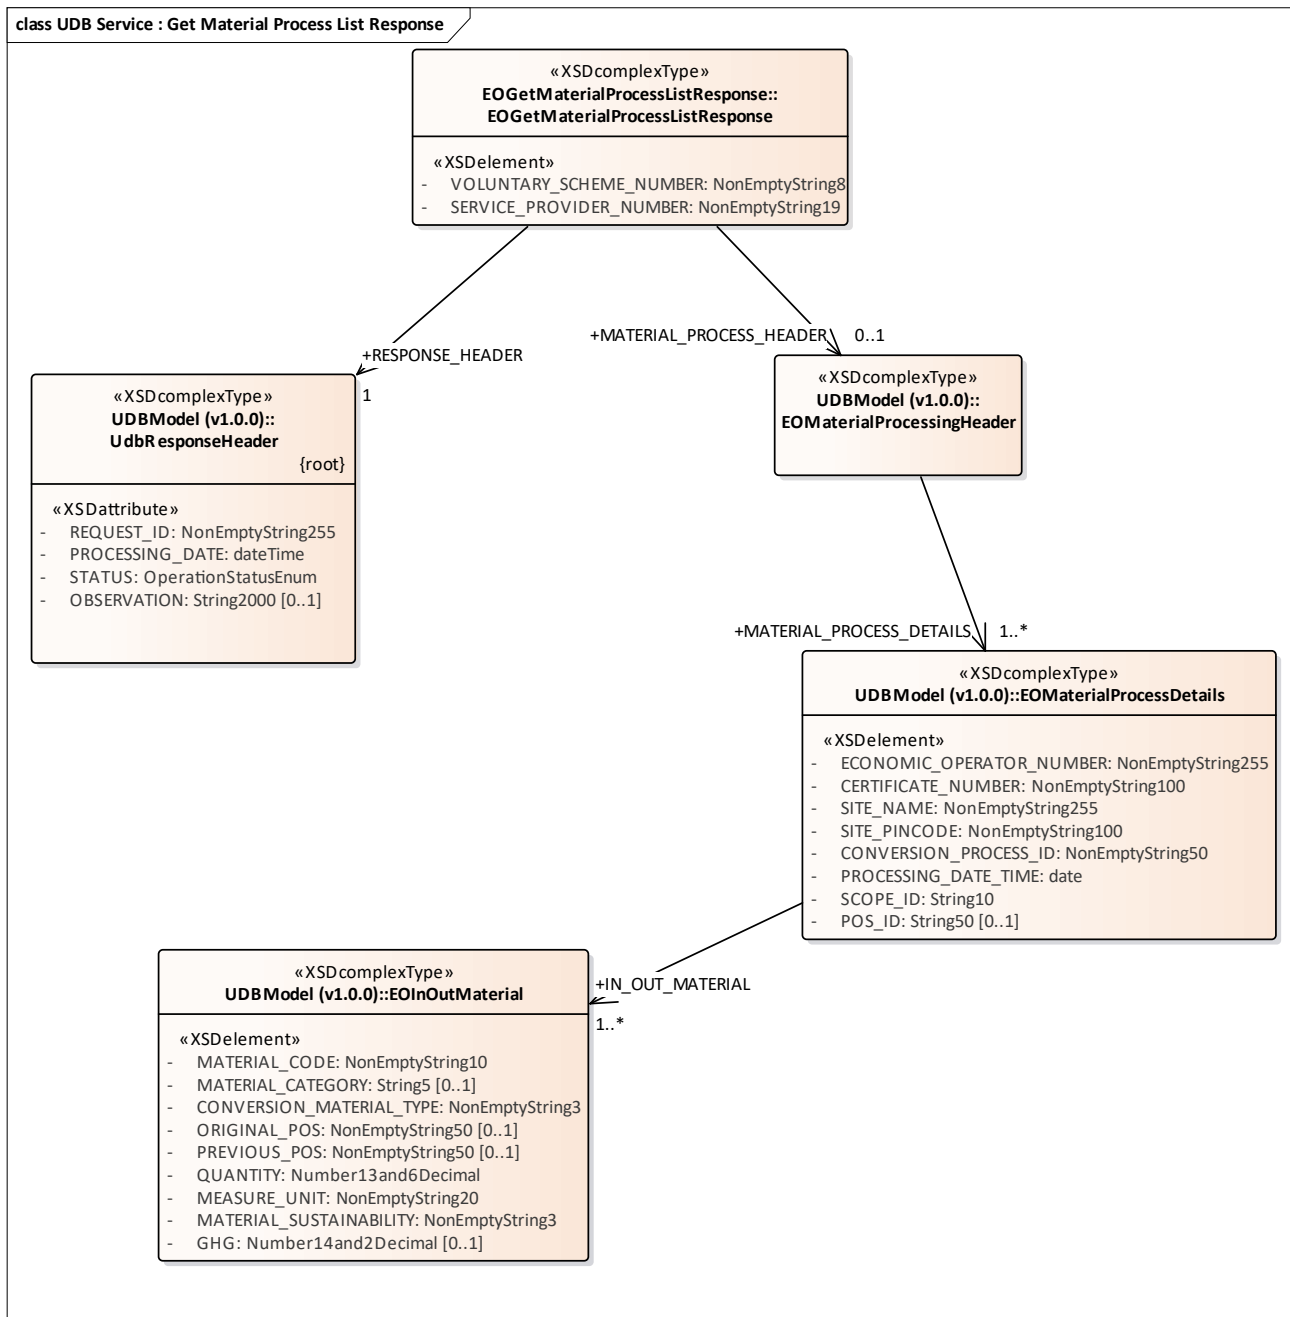 class UDB Service : Get Material Process List Response
«XSDcomplexType»
EOGetMaterialProcessListResponse::
EOGetMaterialProcessListResponse
«XSDelement»
- VOLUNTARY_SCHEME_NUMBER: NonEmptyString8
- SERVICE_PROVIDER_NUMBER: NonEmptyString19
+RESPONSE_HEADER
1
+MATERIAL_PROCESS_HEADER
0..1
«XSDcomplexType»
UDBModel (v1.0.0)::
UdbResponseHeader
{root}
«XSDattribute»
- REQUEST_ID: NonEmptyString255
- PROCESSING_DATE: dateTime
- STATUS: OperationStatusEnum
- OBSERVATION: String2000 [0..1]
«XSDcomplexType»
UDBModel (v1.0.0)::
EOMaterialProcessingHeader
+MATERIAL_PROCESS_DETAILS
1..*
«XSDcomplexType»
UDBModel (v1.0.0)::EOMaterialProcessDetails
«XSDelement»
- ECONOMIC_OPERATOR_NUMBER: NonEmptyString255
- CERTIFICATE_NUMBER: NonEmptyString100
- SITE_NAME: NonEmptyString255
- SITE_PINCODE: NonEmptyString100
- CONVERSION_PROCESS_ID: NonEmptyString50
- PROCESSING_DATE_TIME: date
- SCOPE_ID: String10
- POS_ID: String50 [0..1]
+IN_OUT_MATERIAL
1..*
«XSDcomplexType»
UDBModel (v1.0.0)::EOInOutMaterial
«XSDelement»
- MATERIAL_CODE: NonEmptyString10
- MATERIAL_CATEGORY: String5 [0..1]
- CONVERSION_MATERIAL_TYPE: NonEmptyString3
- ORIGINAL_POS: NonEmptyString50 [0..1]
- PREVIOUS_POS: NonEmptyString50 [0..1]
- QUANTITY: Number13and6Decimal
- MEASURE_UNIT: NonEmptyString20
- MATERIAL_SUSTAINABILITY: NonEmptyString3
- GHG: Number14and2Decimal [0..1]